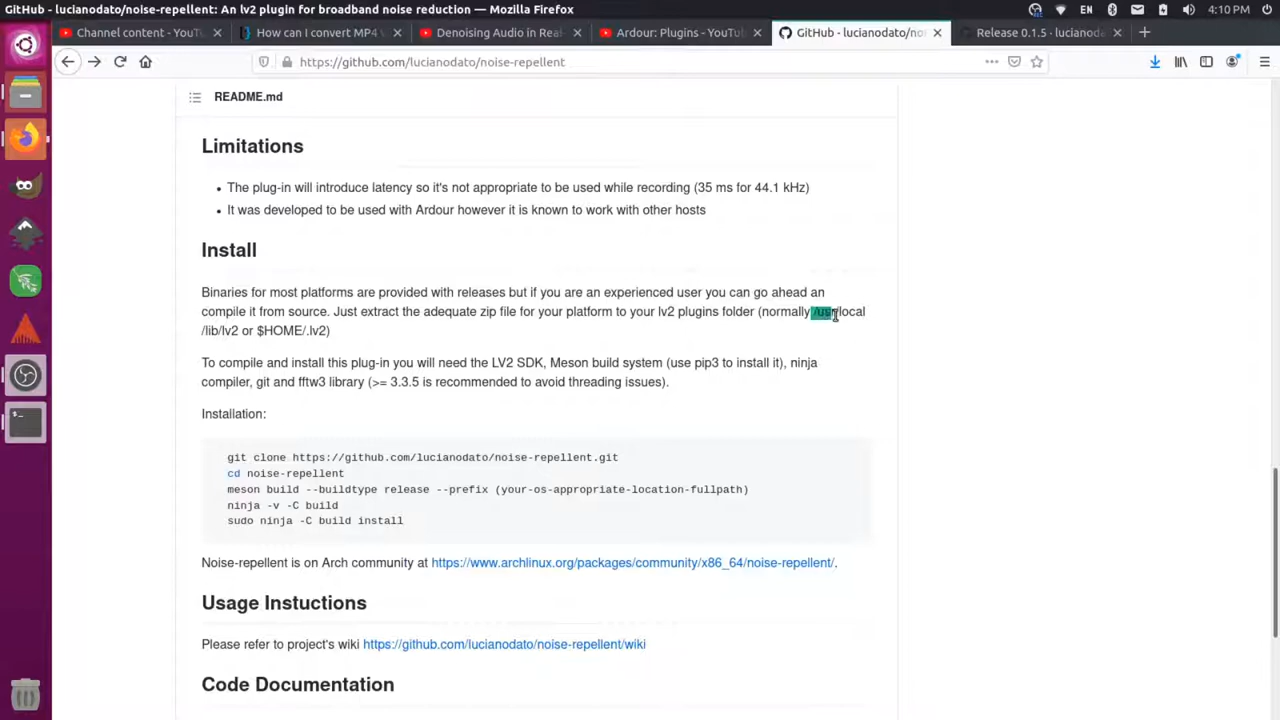 GitHub - lucianodato/noise-repellent: An lv2 plugin for broadband noise reduction — Mozilla Firefox
EN
4:10 PM
Channel content - YouT
How can I convert MP4 v
Denoising Audio in Real-
Ardour: Plugins - YouTub
GitHub - lucianodato/noi
Release 0.1.5 · lucianoda
https://github.com/lucianodato/noise-repellent
README.md
Limitations
The plug-in will introduce latency so it's not appropriate to be used while recording (35 ms for 44.1 kHz)
It was developed to be used with Ardour however it is known to work with other hosts
Install
Binaries for most platforms are provided with releases but if you are an experienced user you can go ahead an
compile it from source. Just extract the adequate zip file for your platform to your lv2 plugins folder (normally /usr/local
/lib/lv2 or $HOME/.lv2)
To compile and install this plug-in you will need the LV2 SDK, Meson build system (use pip3 to install it), ninja
compiler, git and fftw3 library (>= 3.3.5 is recommended to avoid threading issues).
Installation:
git clone https://github.com/lucianodato/noise-repellent.git
cd noise-repellent
meson build --buildtype release --prefix (your-os-appropriate-location-fullpath)
ninja -v -C build
sudo ninja -C build install
Noise-repellent is on Arch community at https://www.archlinux.org/packages/community/x86_64/noise-repellent/.
Usage Instuctions
Please refer to project's wiki https://github.com/lucianodato/noise-repellent/wiki
Code Documentation